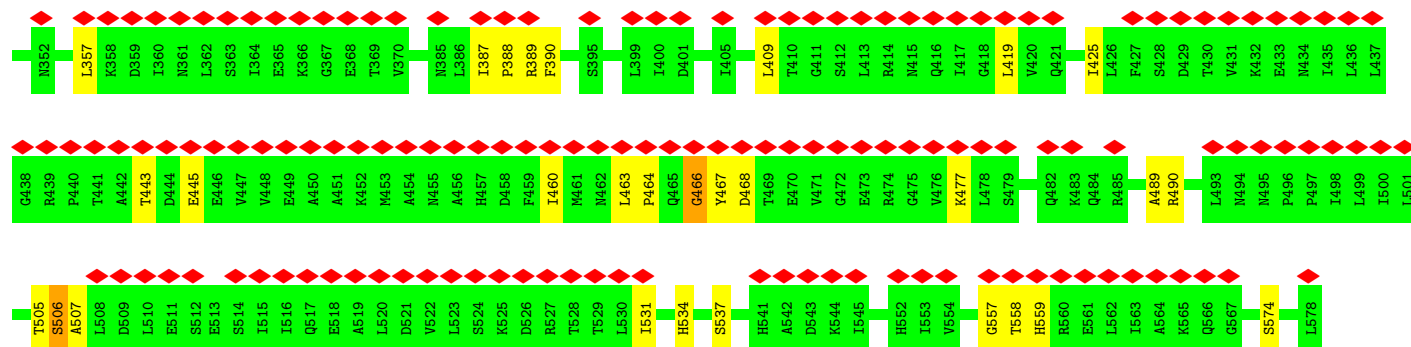 N352 L357 K358 D359 I360 N361 L362 S363 I364 E365 K366 G367 E368 T369 V370 N385 L386 I387 P388 R389 F390 S395 L399 I400 D401 I405 L409 T410 G411 S412 L413 R414 N415 Q416 I417 G418 L419 V420 Q421 I425 L426 F427 S428 D429 T430 V431 K432 E433 N434 I435 L436 L437
G438 R439 P440 T441 A442 T443 D444 E445 E446 V447 V448 E449 A450 A451 K452 M453 A454 N455 A456 H457 D458 F459 I460 M461 N462 L463 P464 Q465 G466 Y467 D468 T469 E470 V471 G472 E473 R474 G475 V476 K477 L478 S479 Q482 K483 Q484 R485 A489 R490 L493 N494 N495 P496 P497 I498 L499 I500 L501
T505 S506 A507 L508 D509 L510 E511 S512 E513 S514 I515 I516 Q517 E518 A519 L520 D521 V522 L523 S524 K525 D526 R527 T528 T529 L530 I531 H534 S537 H541 A542 D543 K544 I545 H552 I553 V554 G557 T558 H559 R560 E561 L562 I563 A564 K565 Q566 G567 S574 L578